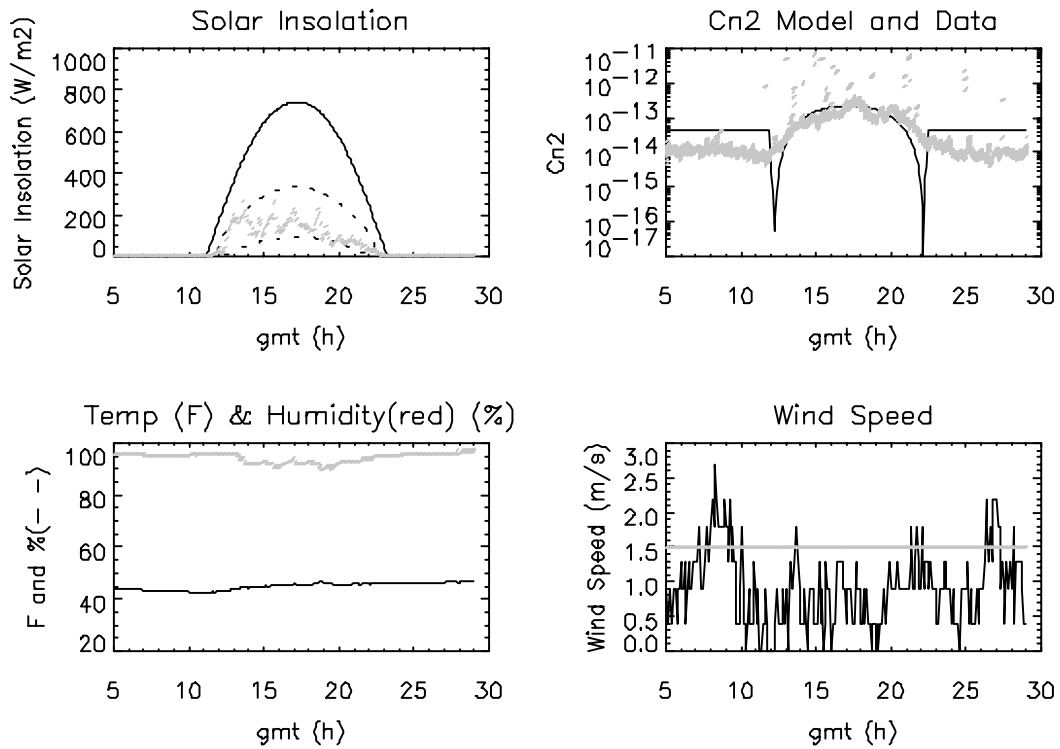 Solar Insolation
Solar Insolation (W/m2)
1000
800
600
400
200
0
5 10 15 20 25 30
gmt {h}
Cn2 Model and Data
Cn2
10−11
10−12
10−13
10−14
10−14
10−16
10−17
5 10 15 20 25 30
gmt {h}
Temp (F) & Humidity(red) (%)
F and %(− −)
100
80
60
40
20
5 10 15 20 25 30
gmt {h}
Wind Speed
Wind Speed (m/s)
3.0
2.5
2.0
1.5
1.0
0.5
0.0
5 10 15 20 25 30
gmt {h}